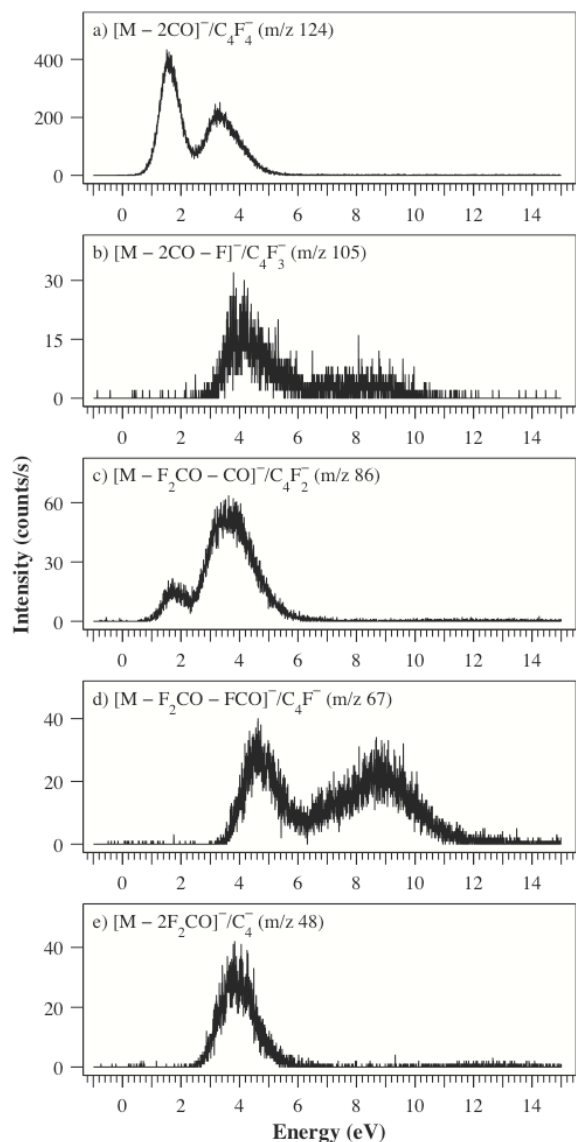 a) [M − 2CO]⁻/C₄F₄⁻ (m/z 124)
400
200
0
0 2 4 6 8 10 12 14
b) [M − 2CO − F]⁻/C₄F₃⁻ (m/z 105)
30
15
0
0 2 4 6 8 10 12 14
c) [M − F₂CO − CO]⁻/C₄F₂⁻ (m/z 86)
60
30
0
0 2 4 6 8 10 12 14
d) [M − F₂CO − FCO]⁻/C₄F⁻ (m/z 67)
40
20
0
0 2 4 6 8 10 12 14
e) [M − 2F₂CO]⁻/C₄⁻ (m/z 48)
40
20
0
0 2 4 6 8 10 12 14
Intensity (counts/s)
Energy (eV)